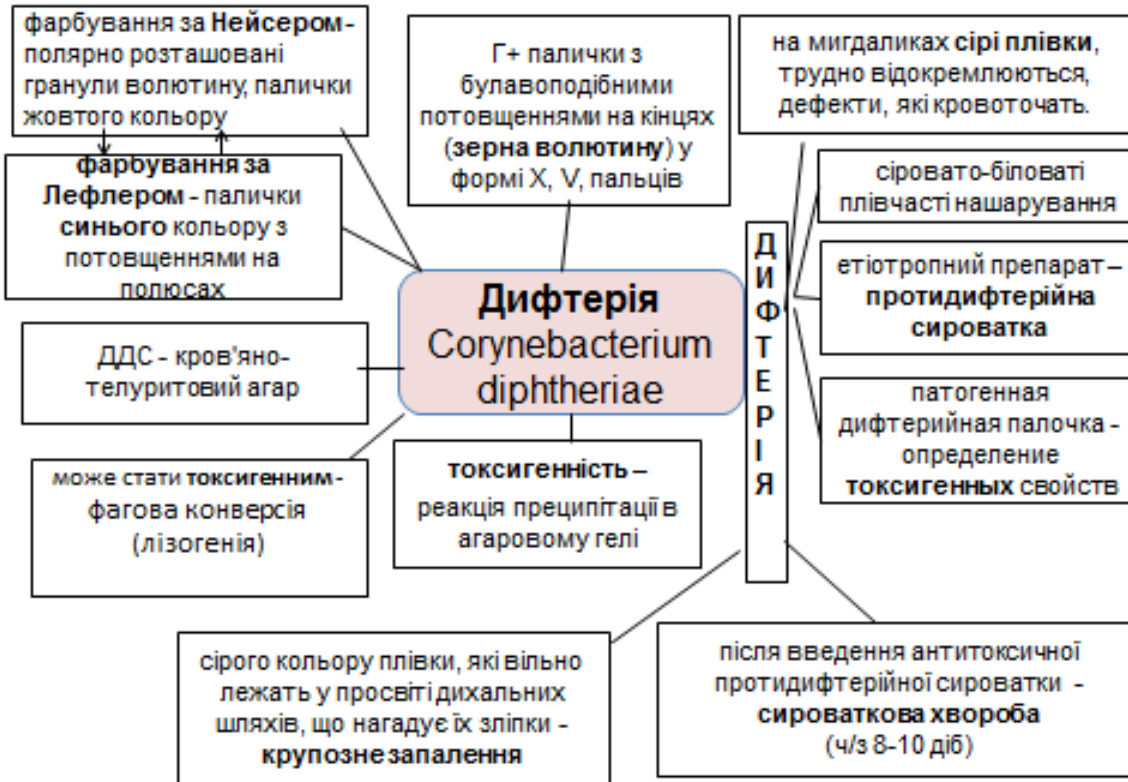 фарбування за Нейсером-
полярно розташовані
гранули волютину, палички
жовтого кольору
Г+ палички з
булавоподібними
потовщеннями на кінцях
(зерна волютину) у
формі X, V, пальців
на мигдаликах сірі плівки,
трудно відокремлюються,
дефекти, які кровоточать.
фарбування за
Лефлером - палички
синього кольору з
потовщеннями на
полюсах
сіровато-біловаті
плівчасті нашарування
Дифтерія
Corynebacterium
diphtheriae
Д
И
Ф
Т
Е
Р
І
Я
етіотропний препарат –
протидифтерійна
сироватка
ДДС - кров'яно-
телуритовий агар
патогенная
дифтерийная палочка -
определение
токсигенных свойств
може стати токсигенним -
фагова конверсія
(лізогенія)
токсигенність –
реакція преципітації в
агаровому гелі
сірого кольору плівки, які вільно
лежать у просвіті дихальних
шляхів, що нагадує їх зліпки -
крупозне запалення
після введення антитоксичної
протидифтерійної сироватки -
сироваткова хвороба
(ч/з 8-10 діб)